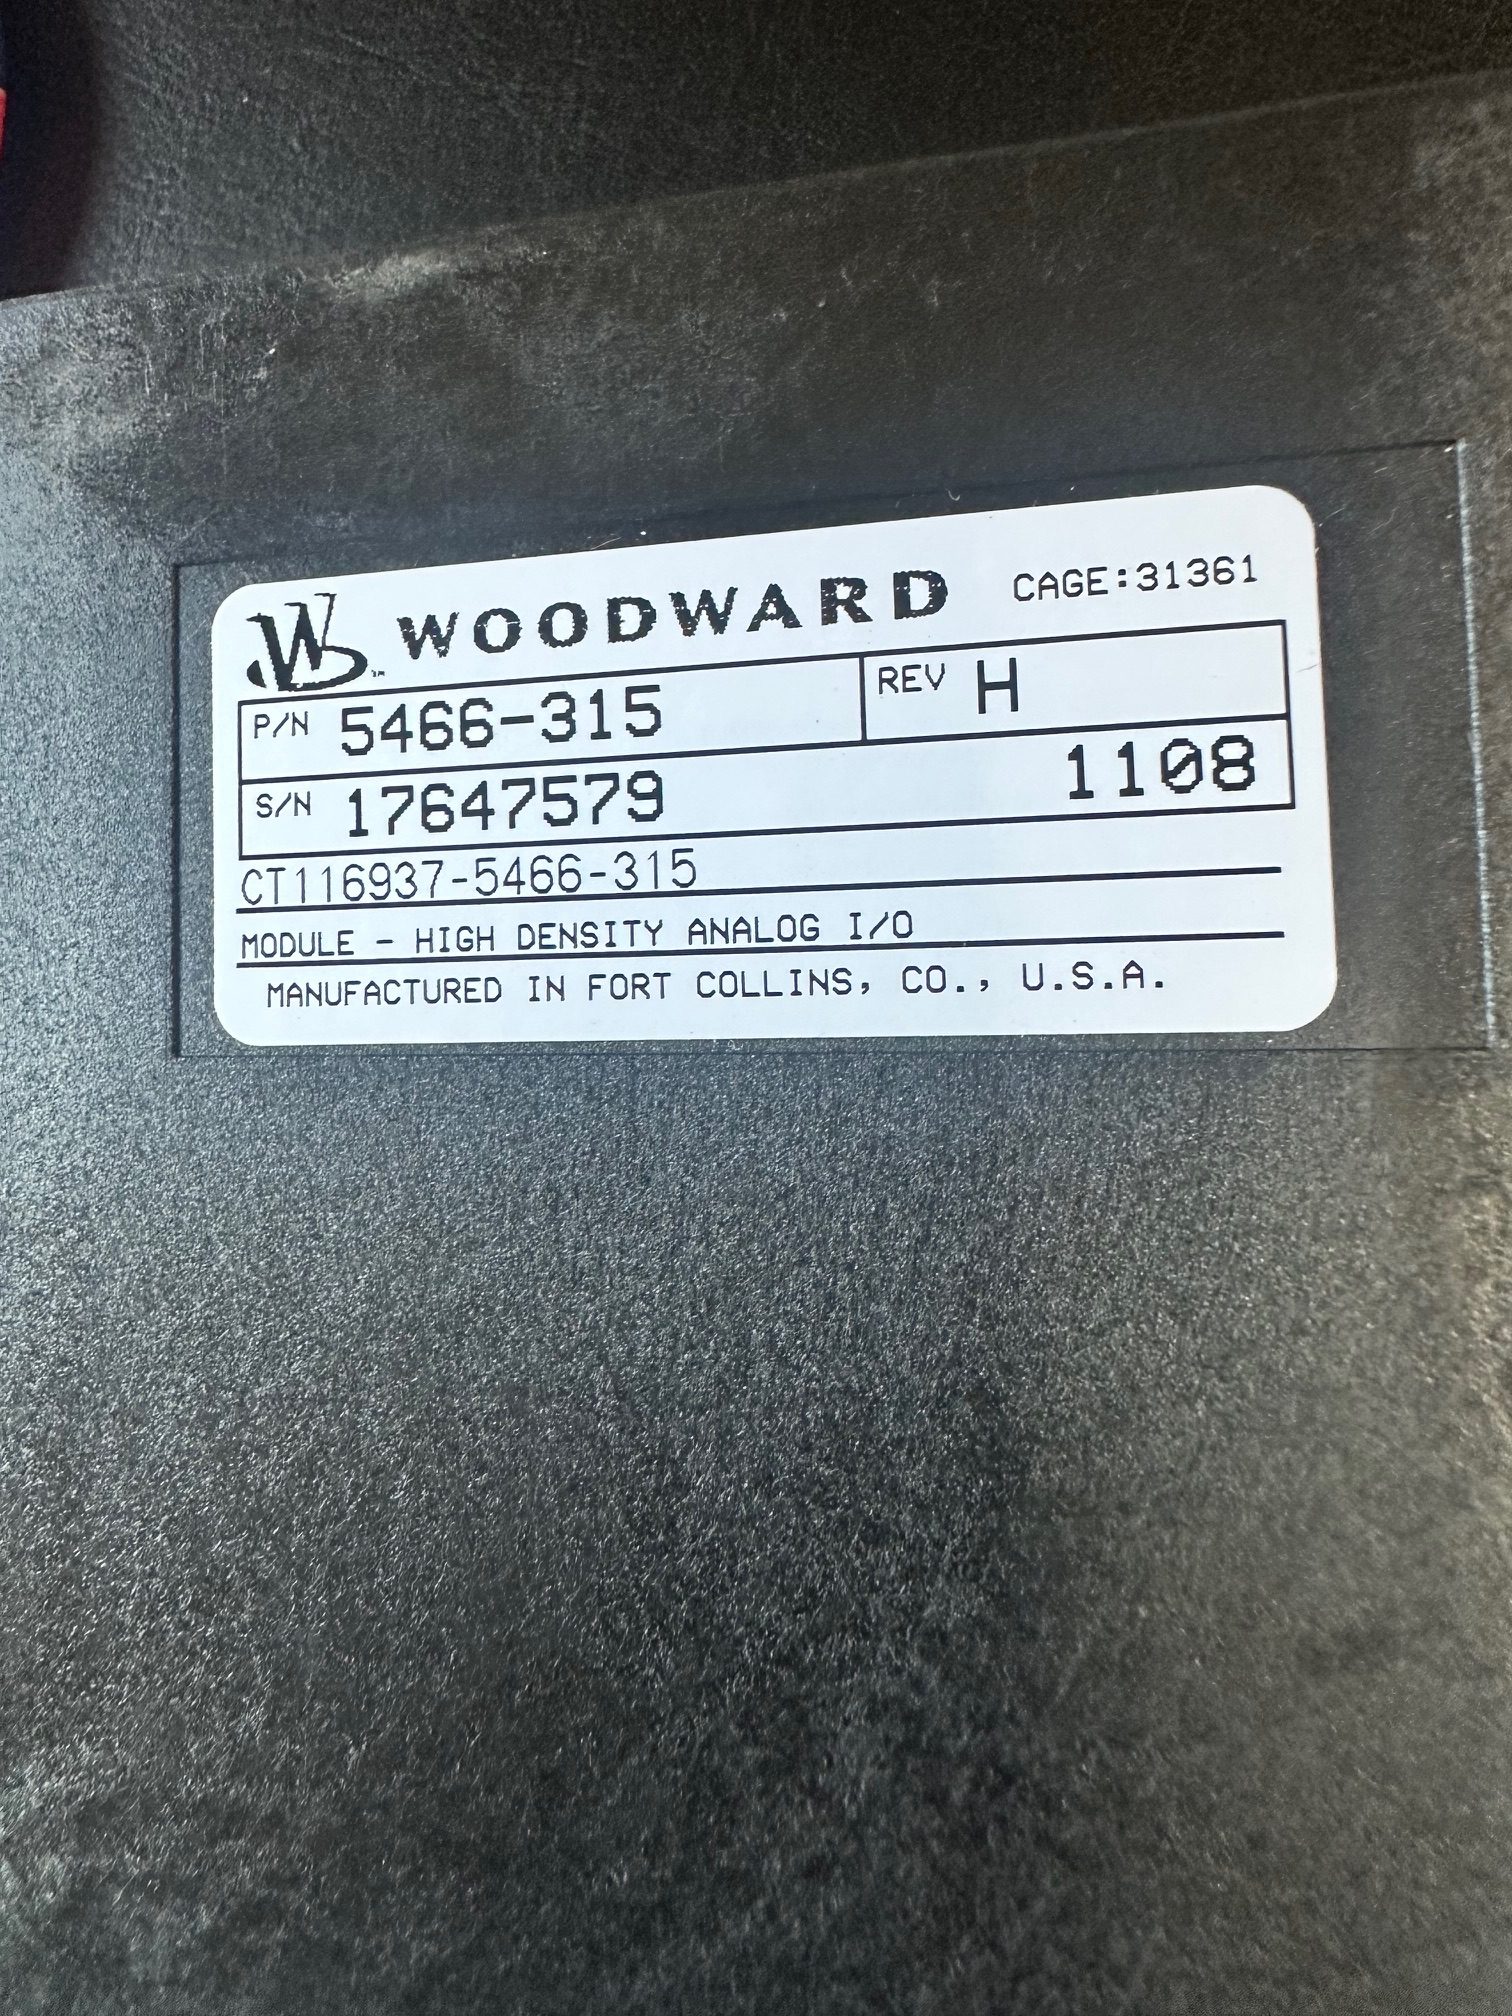 WOODWARD CAGE:31361
P/N 5466-315 REV H
S/N 17647579 1108
CT116937-5466-315
MODULE - HIGH DENSITY ANALOG I/O
MANUFACTURED IN FORT COLLINS, CO., U.S.A.